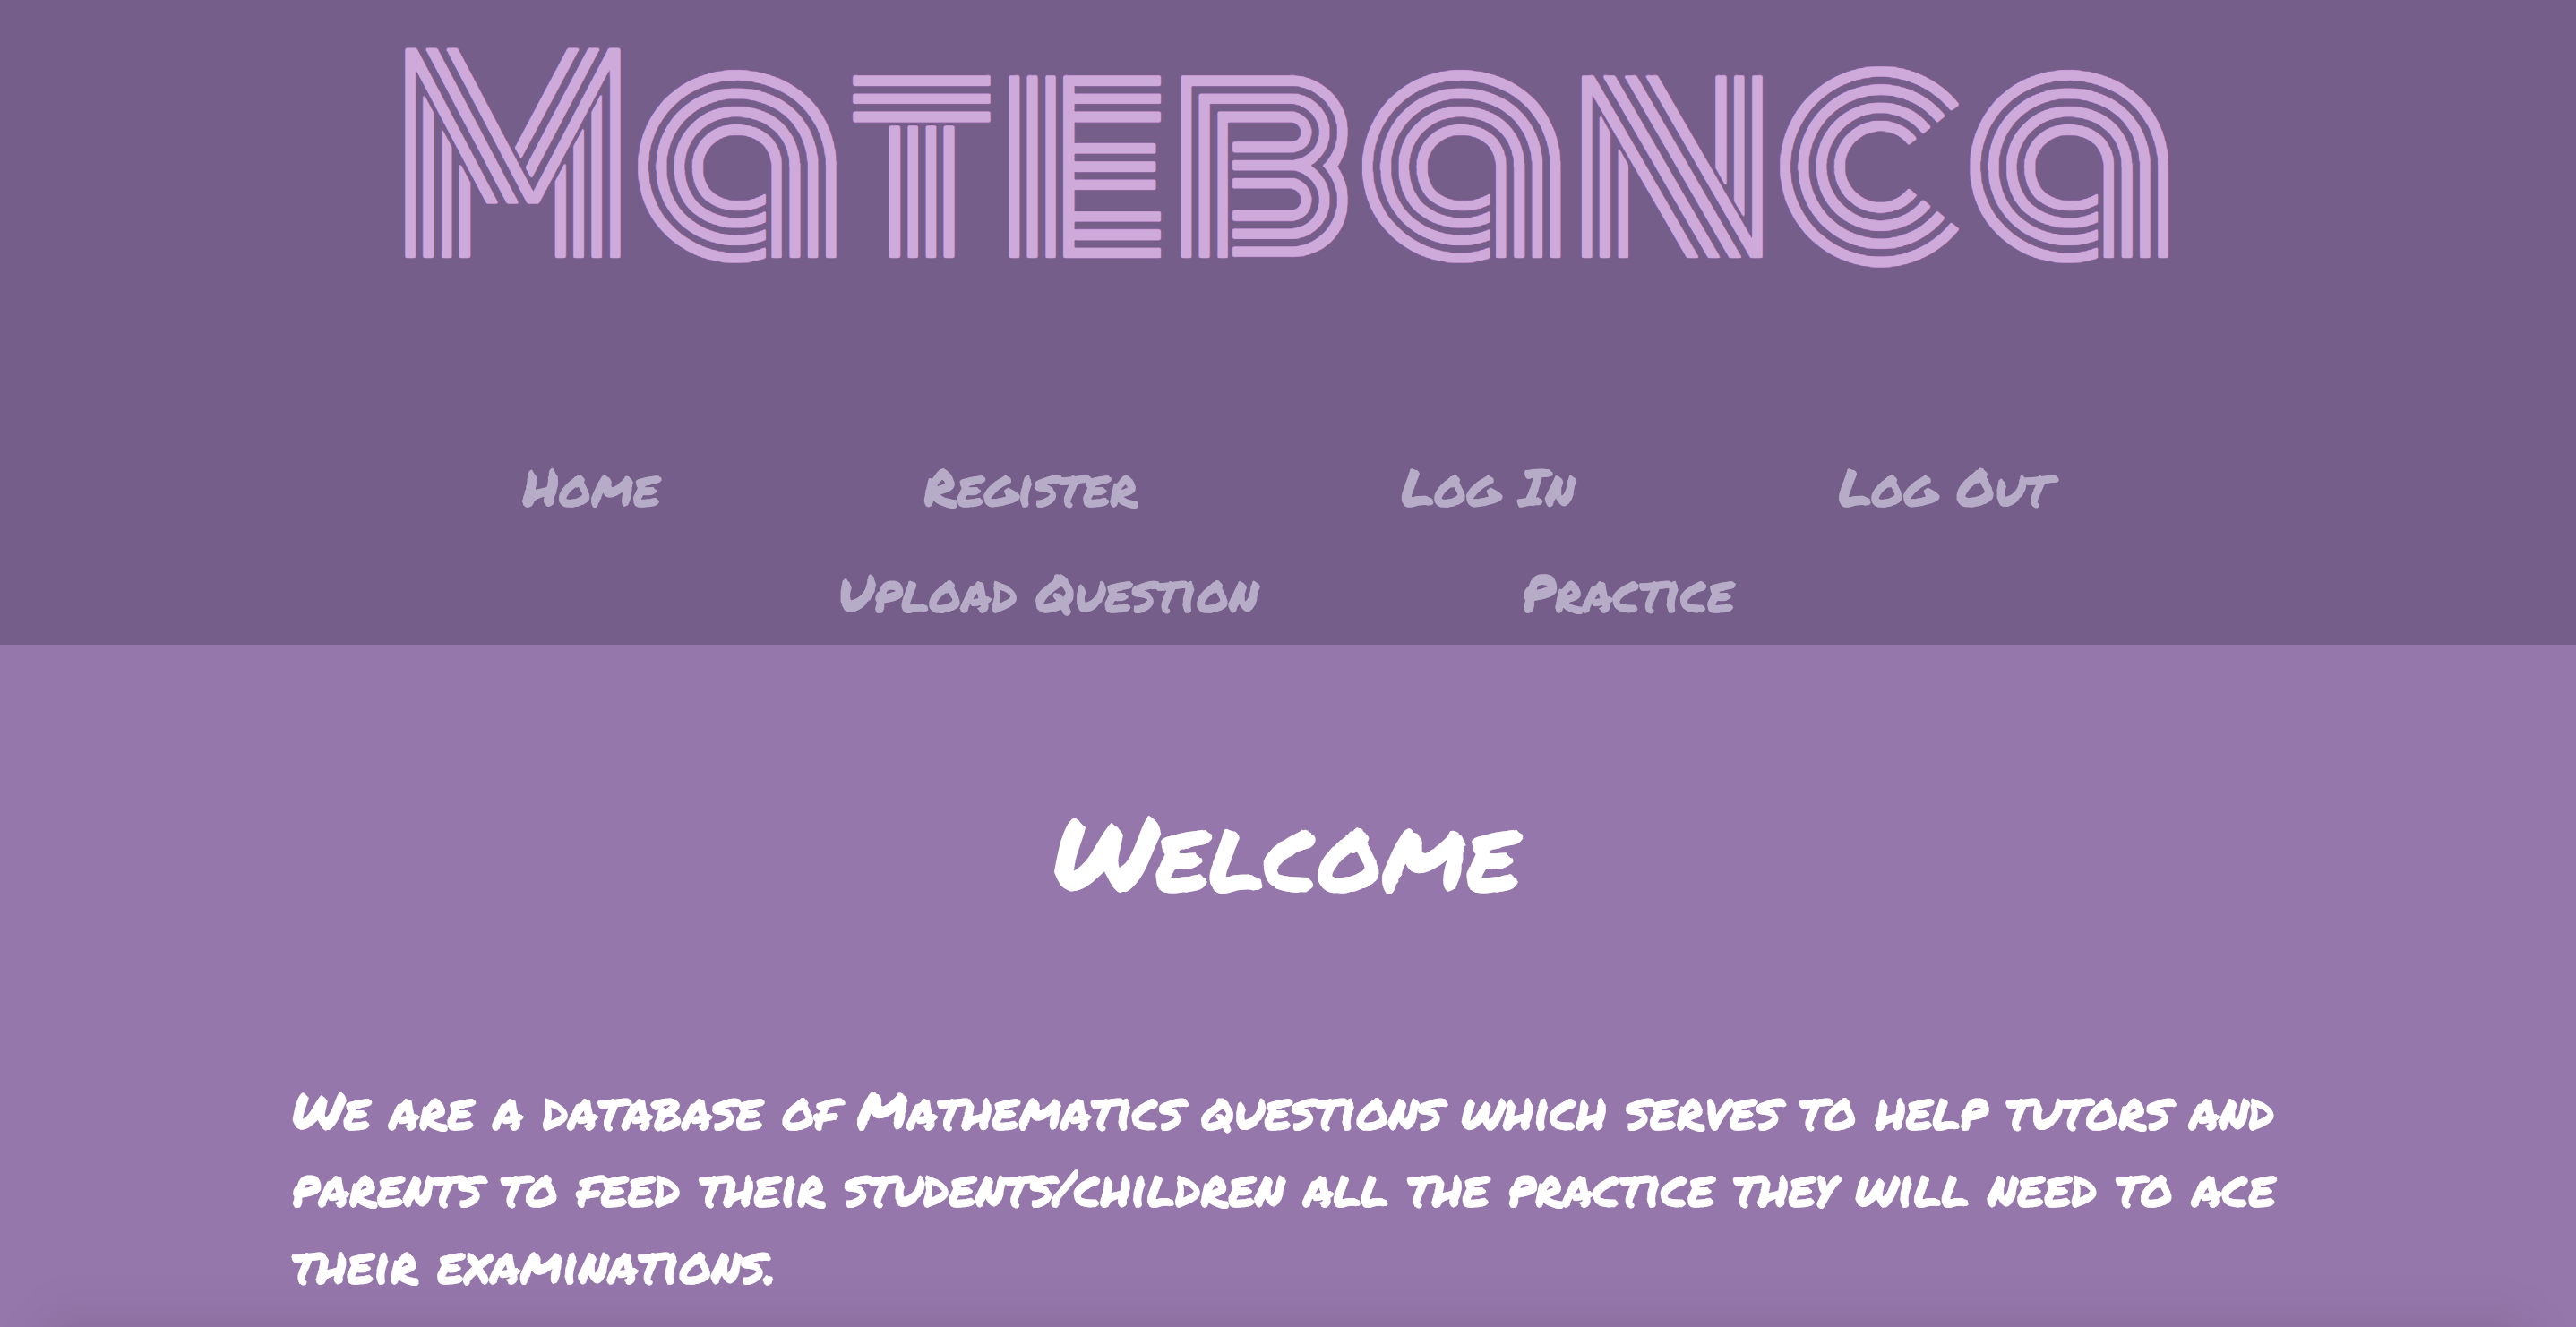 MateBanca
Home Register Log In Log Out
Upload Question Practice
Welcome
We are a database of Mathematics questions which serves to help tutors and
parents to feed their students/children all the practice they will need to ace
their examinations.